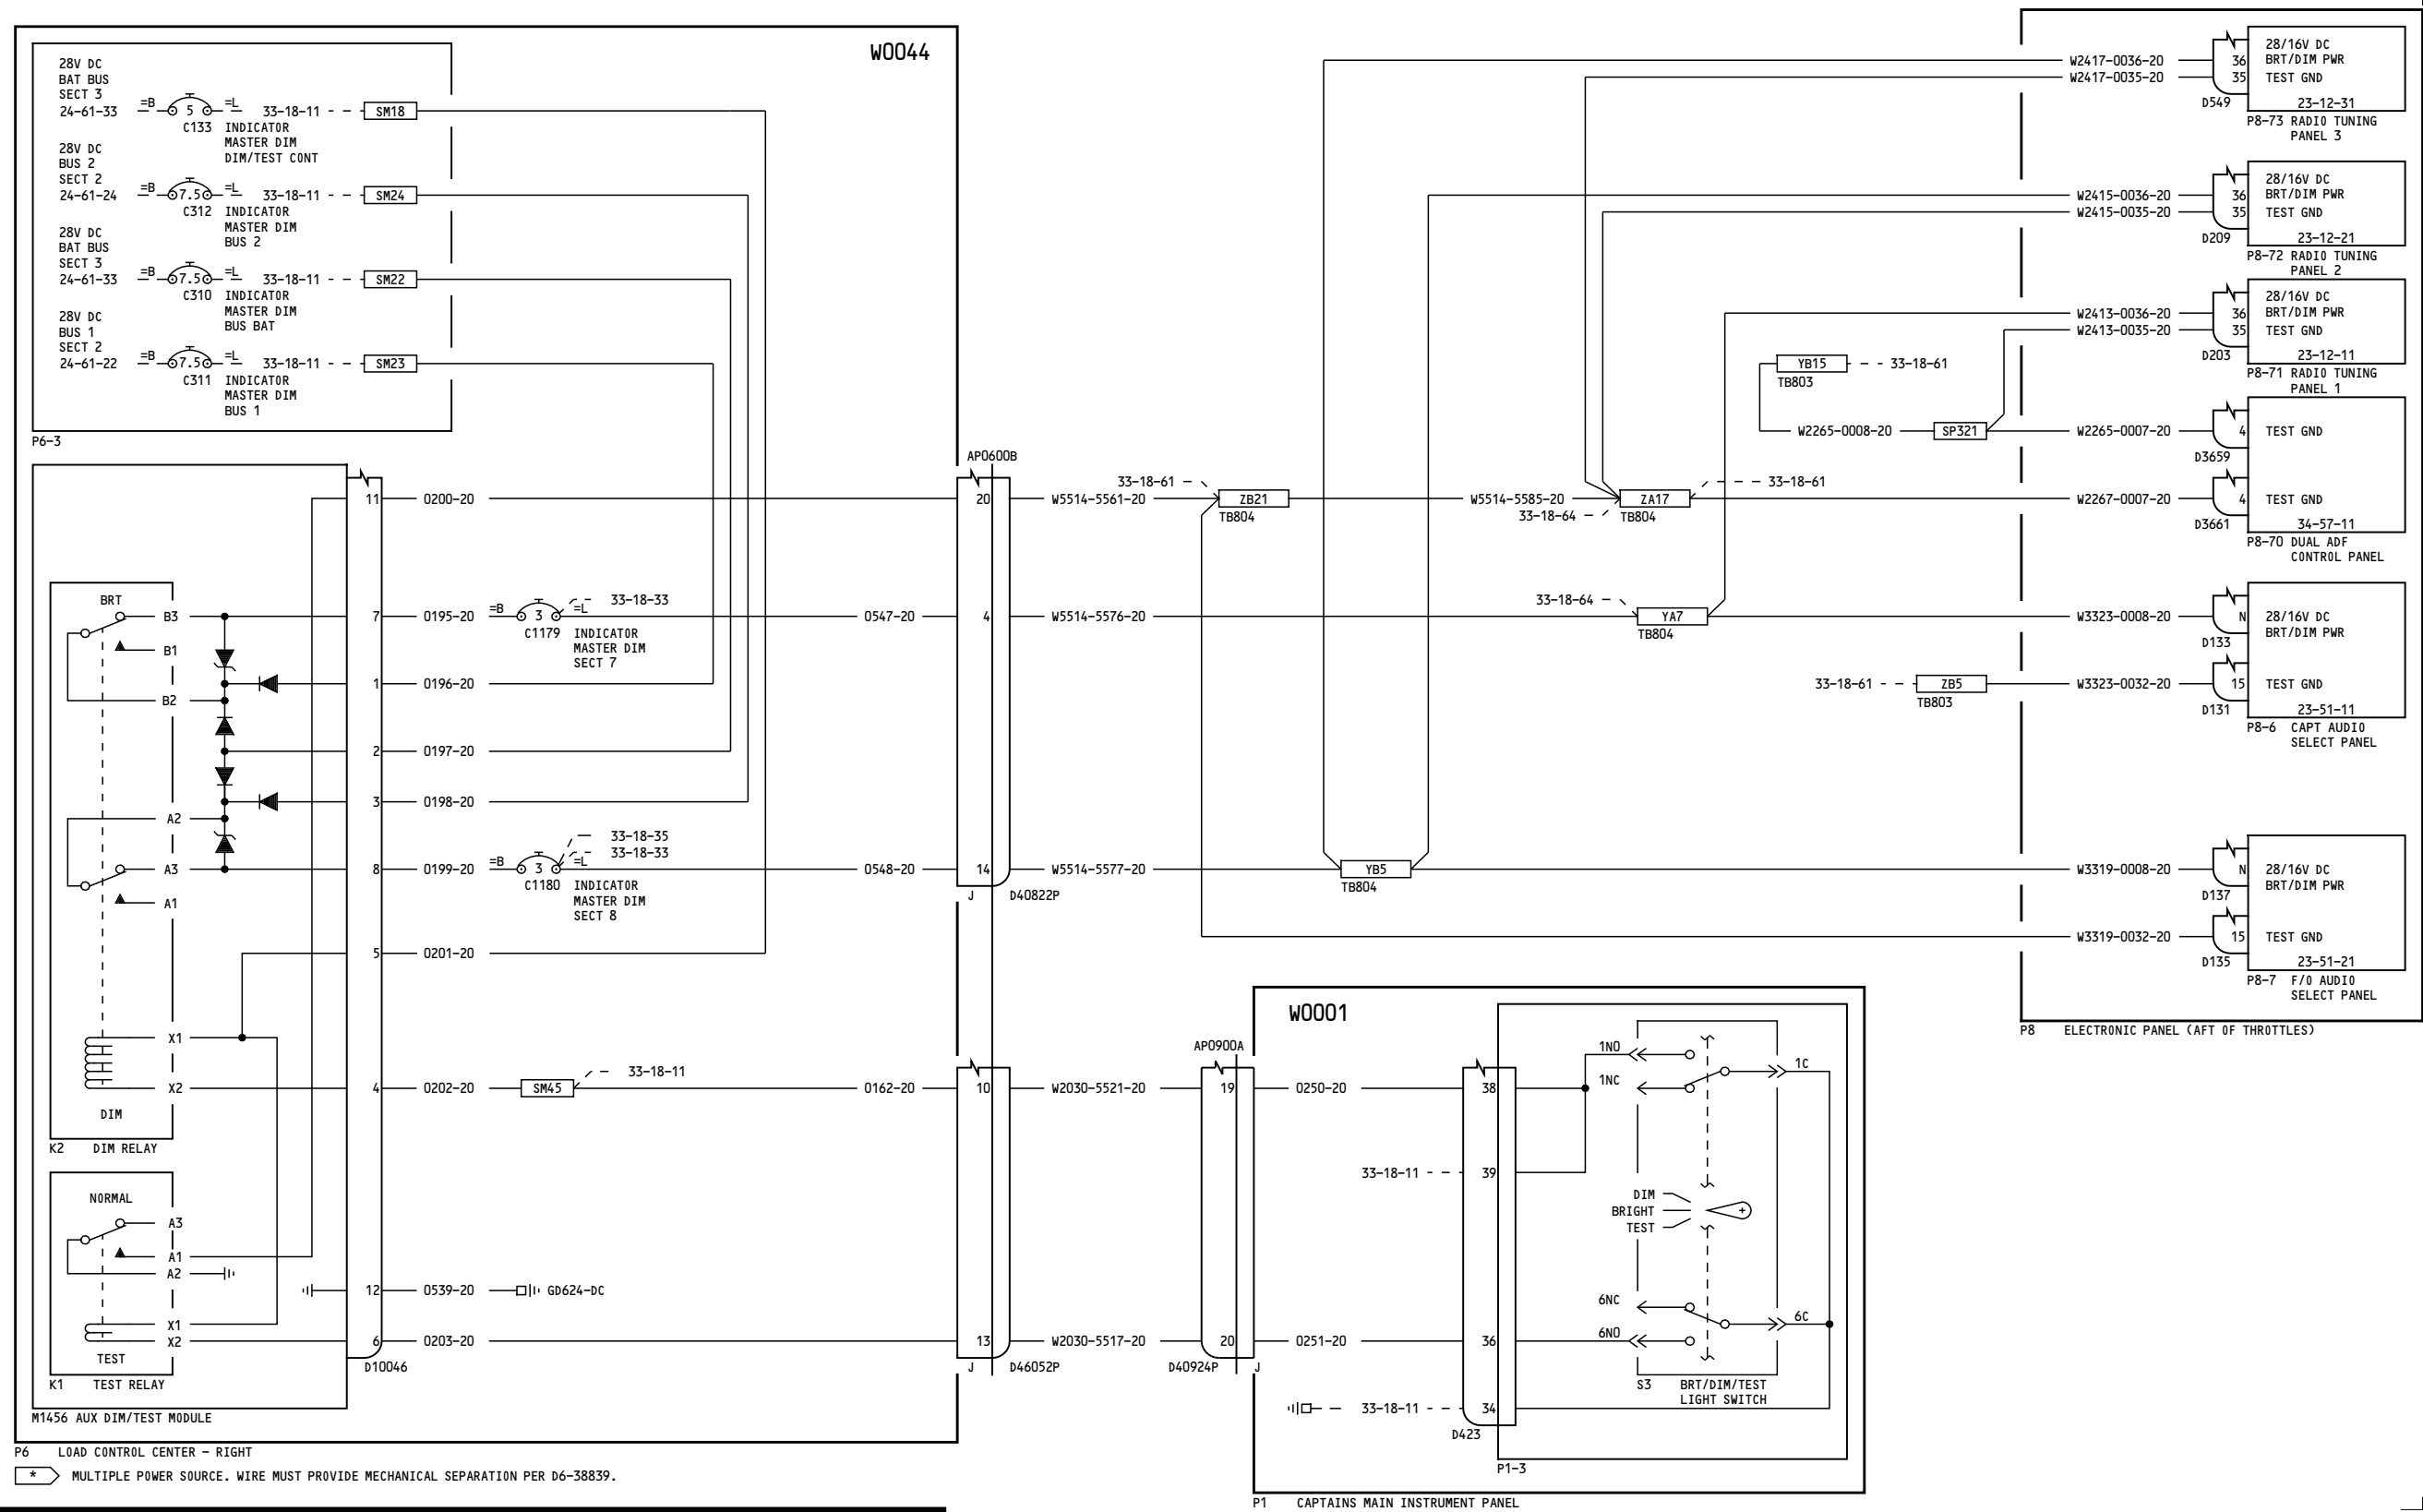 W0044
28V DC
BAT BUS
SECT 3
24-61-33 =B 5 =L 33-18-11 SM18
C133 INDICATOR
MASTER DIM
DIM/TEST CONT
28V DC
BUS 2
SECT 2
24-61-24 =B 7.5 =L 33-18-11 SM24
C312 INDICATOR
MASTER DIM
BUS 2
28V DC
BAT BUS
SECT 3
24-61-33 =B 7.5 =L 33-18-11 SM22
C310 INDICATOR
MASTER DIM
BUS BAT
28V DC
BUS 1
SECT 2
24-61-22 =B 7.5 =L 33-18-11 SM23
C311 INDICATOR
MASTER DIM
BUS 1
P6-3
BRT
B3
B1
B2
A2
A3
A1
X1
X2
DIM
K2 DIM RELAY
NORMAL
A3
A1
A2
X1
X2
TEST
K1 TEST RELAY
M1456 AUX DIM/TEST MODULE
11 0200-20
7 0195-20 =B 3 =L 33-18-33
C1179 INDICATOR
MASTER DIM
SECT 7
0547-20
1 0196-20
2 0197-20
3 0198-20
33-18-35
33-18-33
8 0199-20 =B 3 =L
C1180 INDICATOR
MASTER DIM
SECT 8
0548-20
5 0201-20
4 0202-20 SM45 33-18-11 0162-20
12 0539-20 GD624-DC
6 0203-20
D10046
P6 LOAD CONTROL CENTER - RIGHT
* MULTIPLE POWER SOURCE. WIRE MUST PROVIDE MECHANICAL SEPARATION PER D6-38839.
AP0600B
20 W5514-5561-20
4 W5514-5576-20
14 W5514-5577-20
J D40822P
10 W2030-5521-20
13 W2030-5517-20
J D46052P
33-18-61
ZB21
TB804
W5514-5585-20
33-18-64
ZA17
TB804
33-18-61
33-18-64
YA7
TB804
YB5
TB804
YB15 33-18-61
TB803
W2265-0008-20 SP321
33-18-61 ZB5
TB803
AP0900A
19 0250-20
20 0251-20
D40924P J
W0001
38
33-18-11 39
36
33-18-11 34
D423
1NO
1NC
1C
DIM
BRIGHT
TEST
6NC
6NO
6C
S3 BRT/DIM/TEST
LIGHT SWITCH
P1-3
P1 CAPTAINS MAIN INSTRUMENT PANEL
W2417-0036-20 36
W2417-0035-20 35
28/16V DC
BRT/DIM PWR
TEST GND
D549 23-12-31
P8-73 RADIO TUNING
PANEL 3
W2415-0036-20 36
W2415-0035-20 35
28/16V DC
BRT/DIM PWR
TEST GND
D209 23-12-21
P8-72 RADIO TUNING
PANEL 2
W2413-0036-20 36
W2413-0035-20 35
28/16V DC
BRT/DIM PWR
TEST GND
D203 23-12-11
P8-71 RADIO TUNING
PANEL 1
W2265-0007-20 4 TEST GND
D3659
W2267-0007-20 4 TEST GND
D3661 34-57-11
P8-70 DUAL ADF
CONTROL PANEL
W3323-0008-20 N 28/16V DC
BRT/DIM PWR
D133
W3323-0032-20 15 TEST GND
D131 23-51-11
P8-6 CAPT AUDIO
SELECT PANEL
W3319-0008-20 N 28/16V DC
BRT/DIM PWR
D137
W3319-0032-20 15 TEST GND
D135 23-51-21
P8-7 F/O AUDIO
SELECT PANEL
P8 ELECTRONIC PANEL (AFT OF THROTTLES)